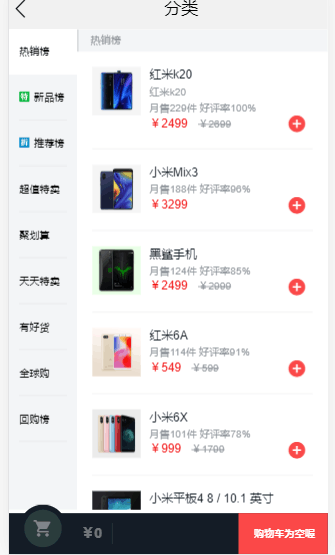 分类
热销榜
特 新品榜
折 推荐榜
超值特卖
聚划算
天天特卖
有好货
全球购
回购榜
热销榜
红米k20
红米k20
月售229件 好评率100%
￥2499 ￥2699
小米Mix3
月售188件 好评率96%
￥3299
黑鲨手机
月售124件 好评率85%
￥2499 ￥2999
红米6A
月售114件 好评率91%
￥549 ￥599
小米6X
月售101件 好评率78%
￥999 ￥1799
小米平板4 8 / 10.1 英寸
¥0
购物车为空喔